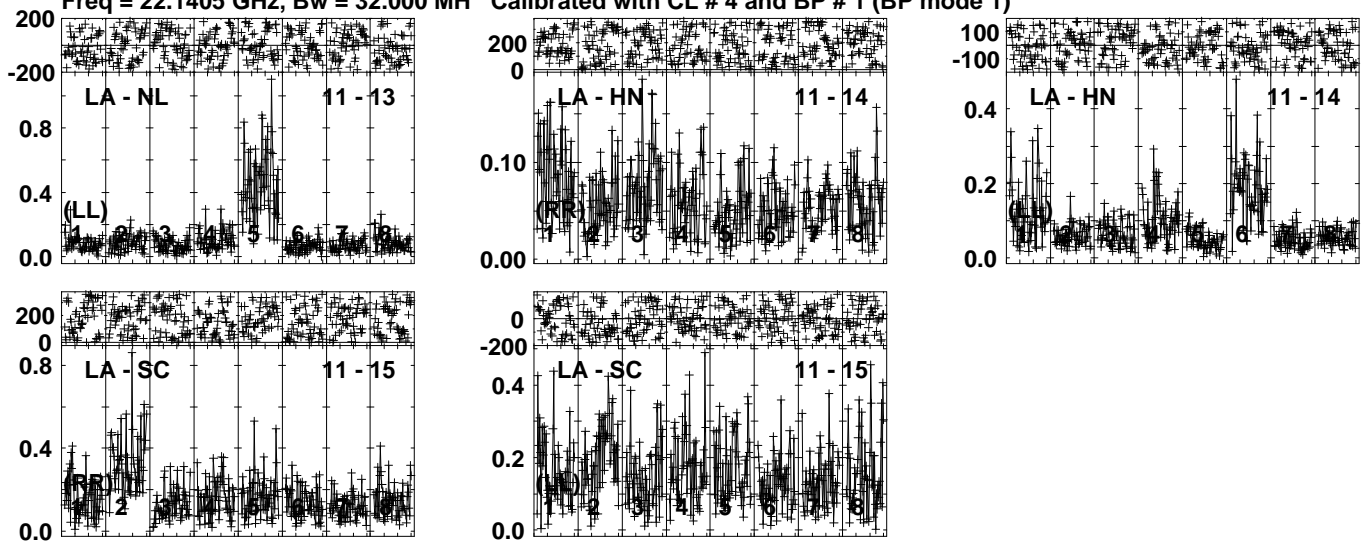 Freq = 22.1405 GHz, Bw = 32.000 MH Calibrated with CL # 4 and BP # 1 (BP mode 1)
200
-200
LA - NL 11 - 13
0.8
0.4
0.0
(LL)
1 2 3 4 5 6 7 8
200
0
LA - HN 11 - 14
0.10
0.00
(RR)
1 2 3 4 5 6 7 8
100
-100
LA - HN 11 - 14
0.4
0.2
0.0
(LL)
1 2 3 4 5 6 7 8
200
0
LA - SC 11 - 15
0.8
0.4
0.0
(RR)
1 2 3 4 5 6 7 8
0
-200
LA - SC 11 - 15
0.4
0.2
0.0
(LL)
1 2 3 4 5 6 7 8